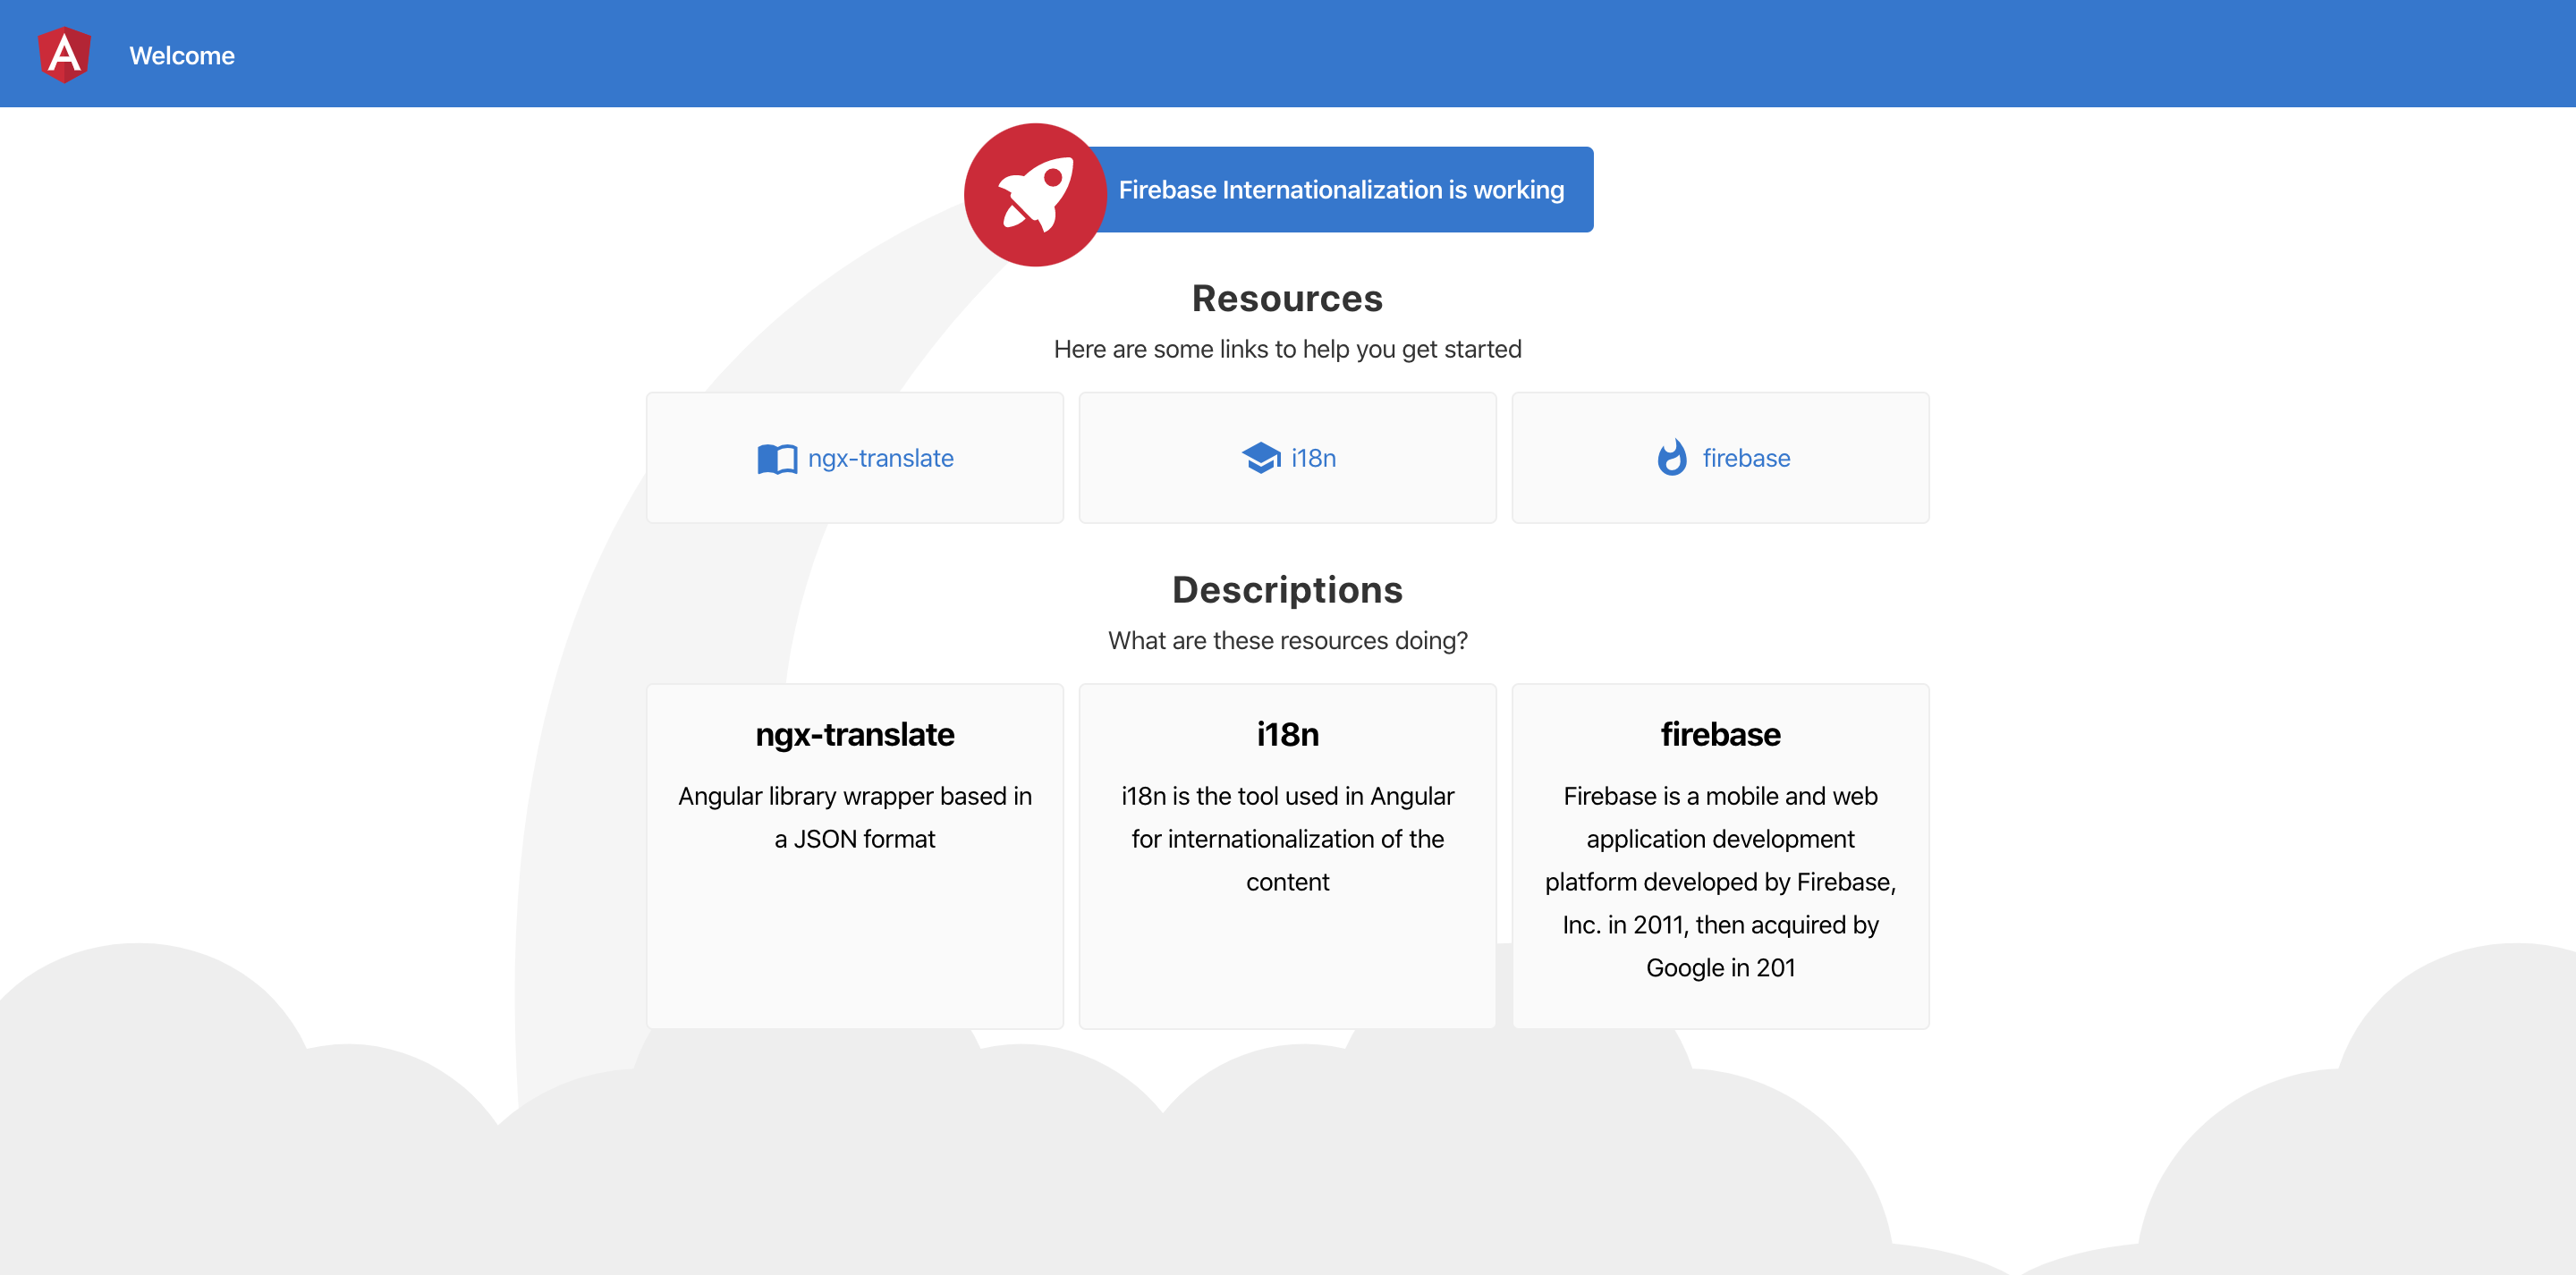 Welcome
Firebase Internationalization is working
Resources
Here are some links to help you get started
ngx-translate
i18n
firebase
Descriptions
What are these resources doing?
ngx-translate
Angular library wrapper based in
a JSON format
i18n
i18n is the tool used in Angular
for internationalization of the
content
firebase
Firebase is a mobile and web
application development
platform developed by Firebase,
Inc. in 2011, then acquired by
Google in 201